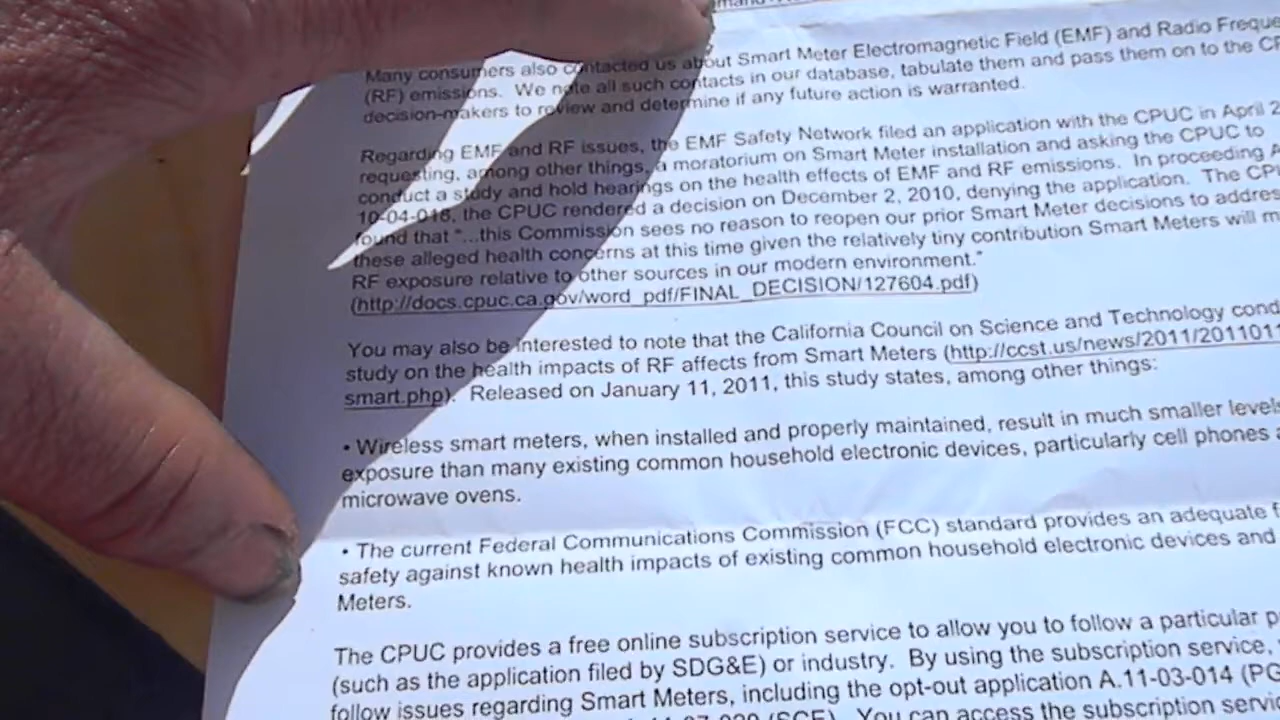 Many consumers also contacted us about Smart Meter Electromagnetic Field (EMF) and Radio Freque
(RF) emissions. We note all such contacts in our database, tabulate them and pass them on to the CP
decision-makers to review and determine if any future action is warranted.
Regarding EMF and RF issues, the EMF Safety Network filed an application with the CPUC in April 2
requesting, among other things, a moratorium on Smart Meter installation and asking the CPUC to
conduct a study and hold hearings on the health effects of EMF and RF emissions. In proceeding A
10-04-018, the CPUC rendered a decision on December 2, 2010, denying the application. The CPU
found that "...this Commission sees no reason to reopen our prior Smart Meter decisions to addres
these alleged health concerns at this time given the relatively tiny contribution Smart Meters will m
RF exposure relative to other sources in our modern environment."
(http://docs.cpuc.ca.gov/word_pdf/FINAL_DECISION/127604.pdf)
You may also be interested to note that the California Council on Science and Technology cond
study on the health impacts of RF affects from Smart Meters (http://ccst.us/news/2011/201101
smart.php). Released on January 11, 2011, this study states, among other things:
• Wireless smart meters, when installed and properly maintained, result in much smaller levels
exposure than many existing common household electronic devices, particularly cell phones
microwave ovens.
• The current Federal Communications Commission (FCC) standard provides an adequate f
safety against known health impacts of existing common household electronic devices and
Meters.
The CPUC provides a free online subscription service to allow you to follow a particular p
(such as the application filed by SDG&E) or industry. By using the subscription service,
follow issues regarding Smart Meters, including the opt-out application A.11-03-014 (PG
(SCE). You can access the subscription servi